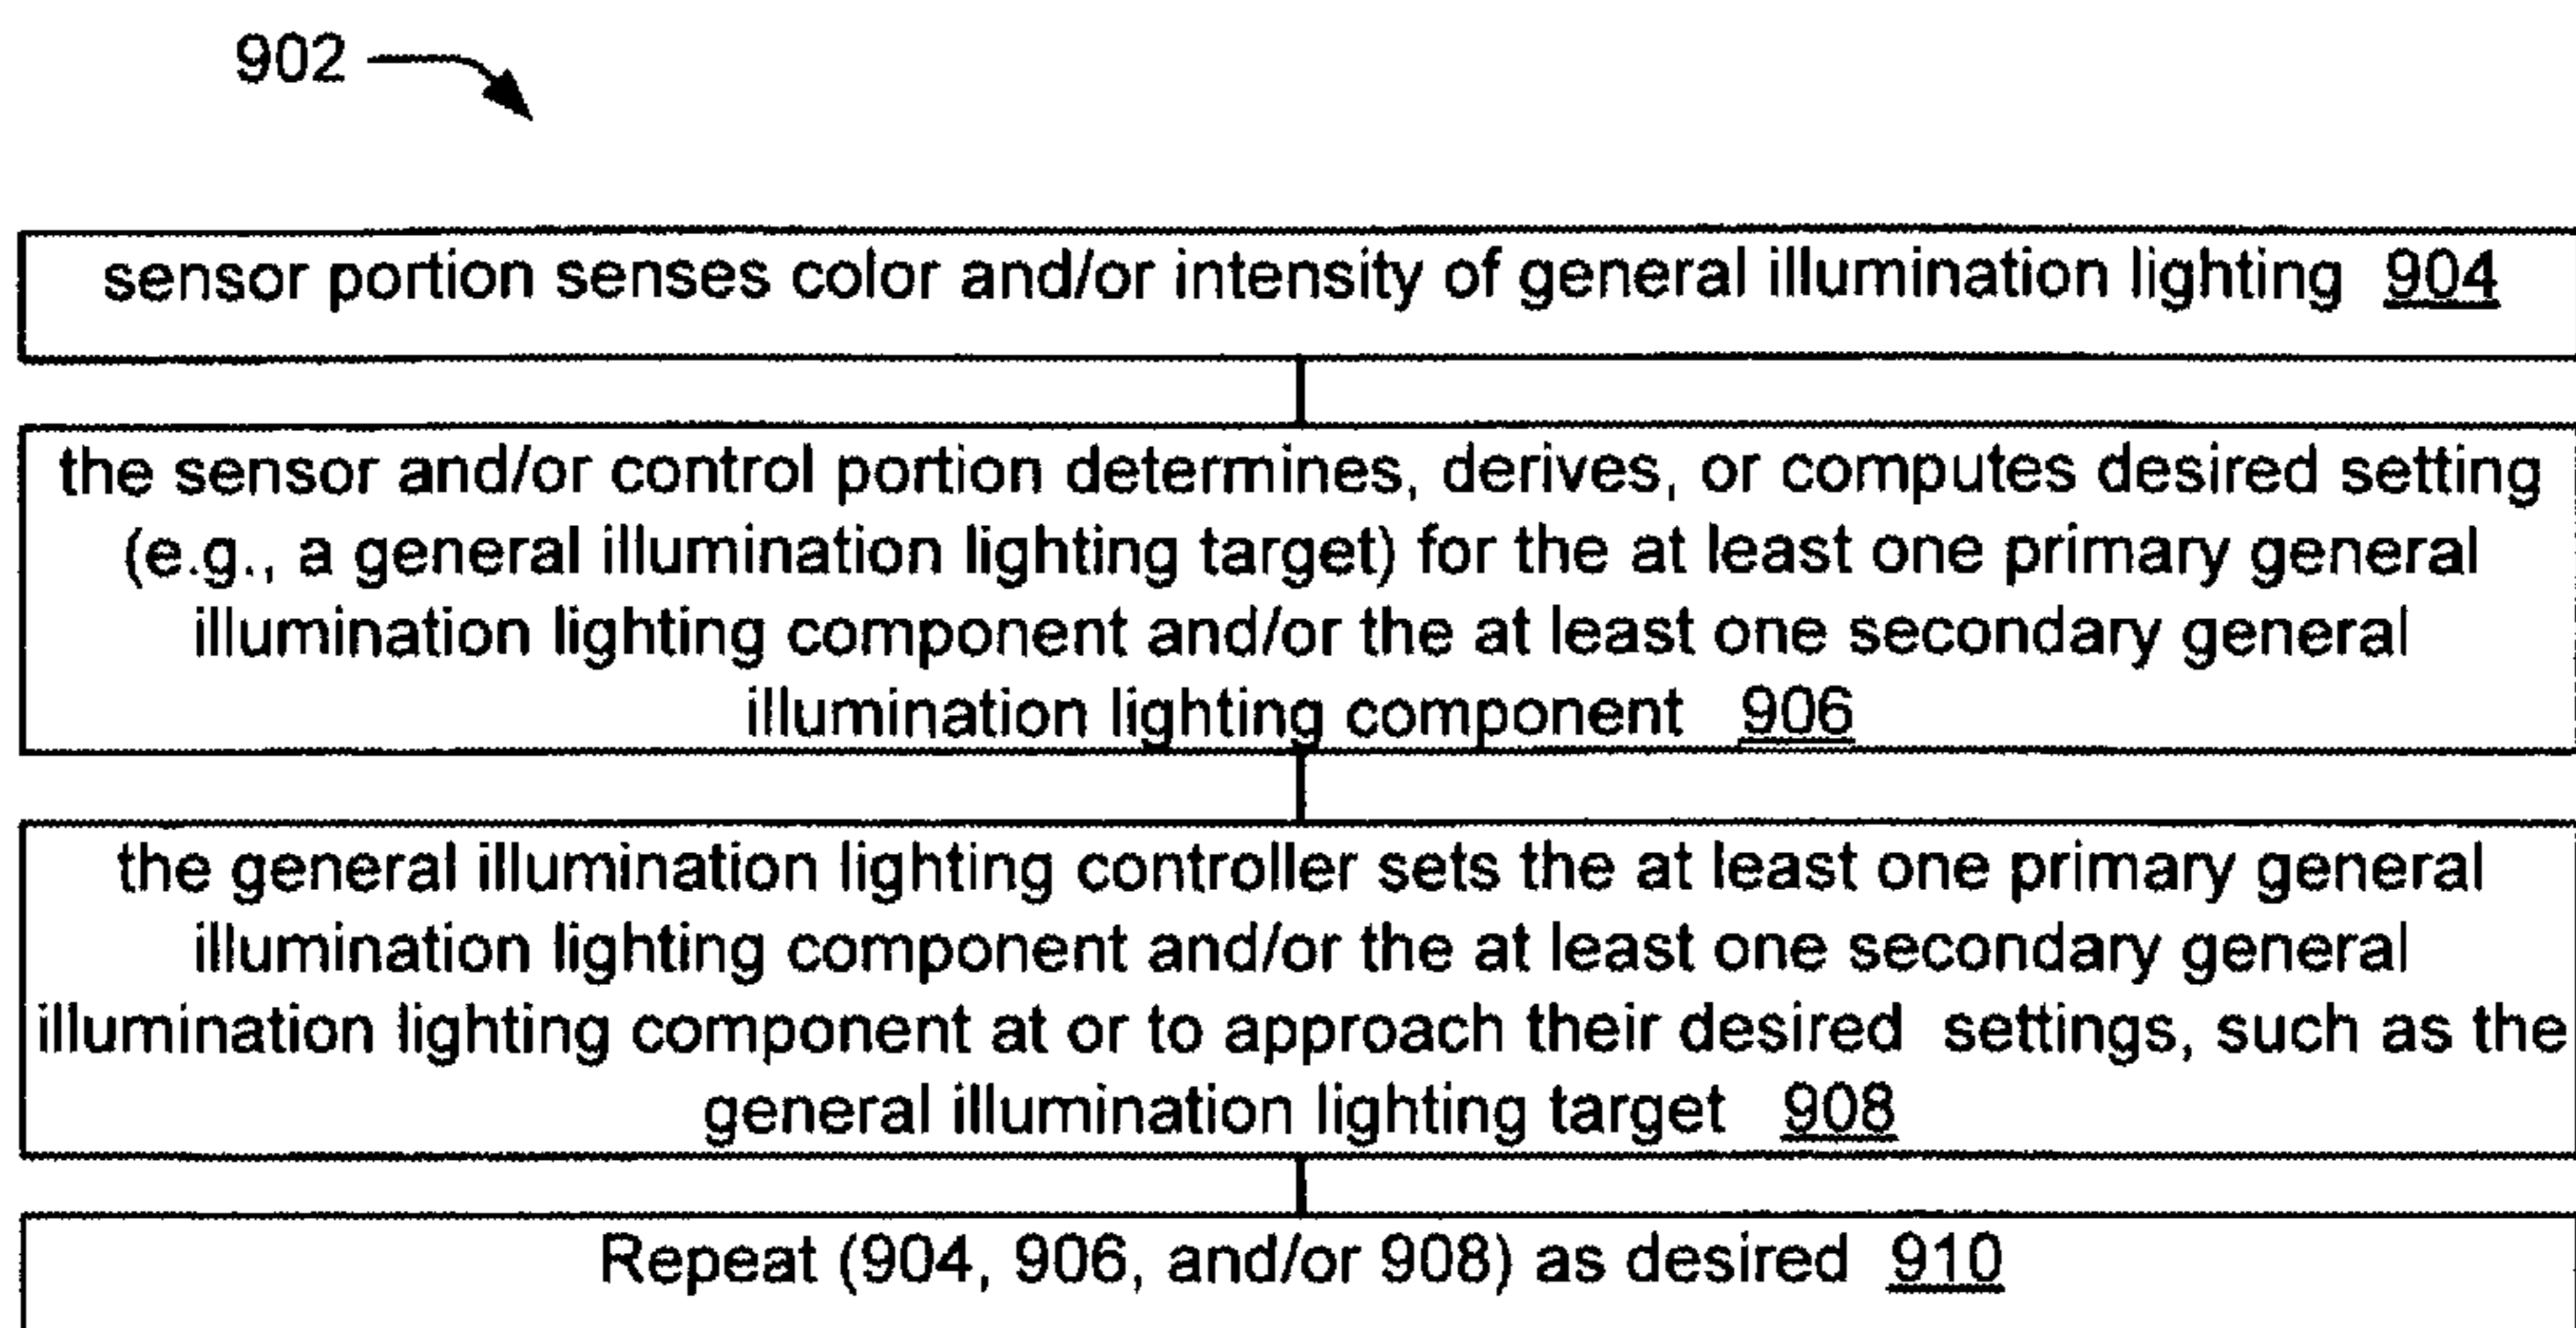 902
sensor portion senses color and/or intensity of general illumination lighting 904
the sensor and/or control portion determines, derives, or computes desired setting
(e.g., a general illumination lighting target) for the at least one primary general
illumination lighting component and/or the at least one secondary general
illumination lighting component 906
the general illumination lighting controller sets the at least one primary general
illumination lighting component and/or the at least one secondary general
illumination lighting component at or to approach their desired settings, such as the
general illumination lighting target 908
Repeat (904, 906, and/or 908) as desired 910